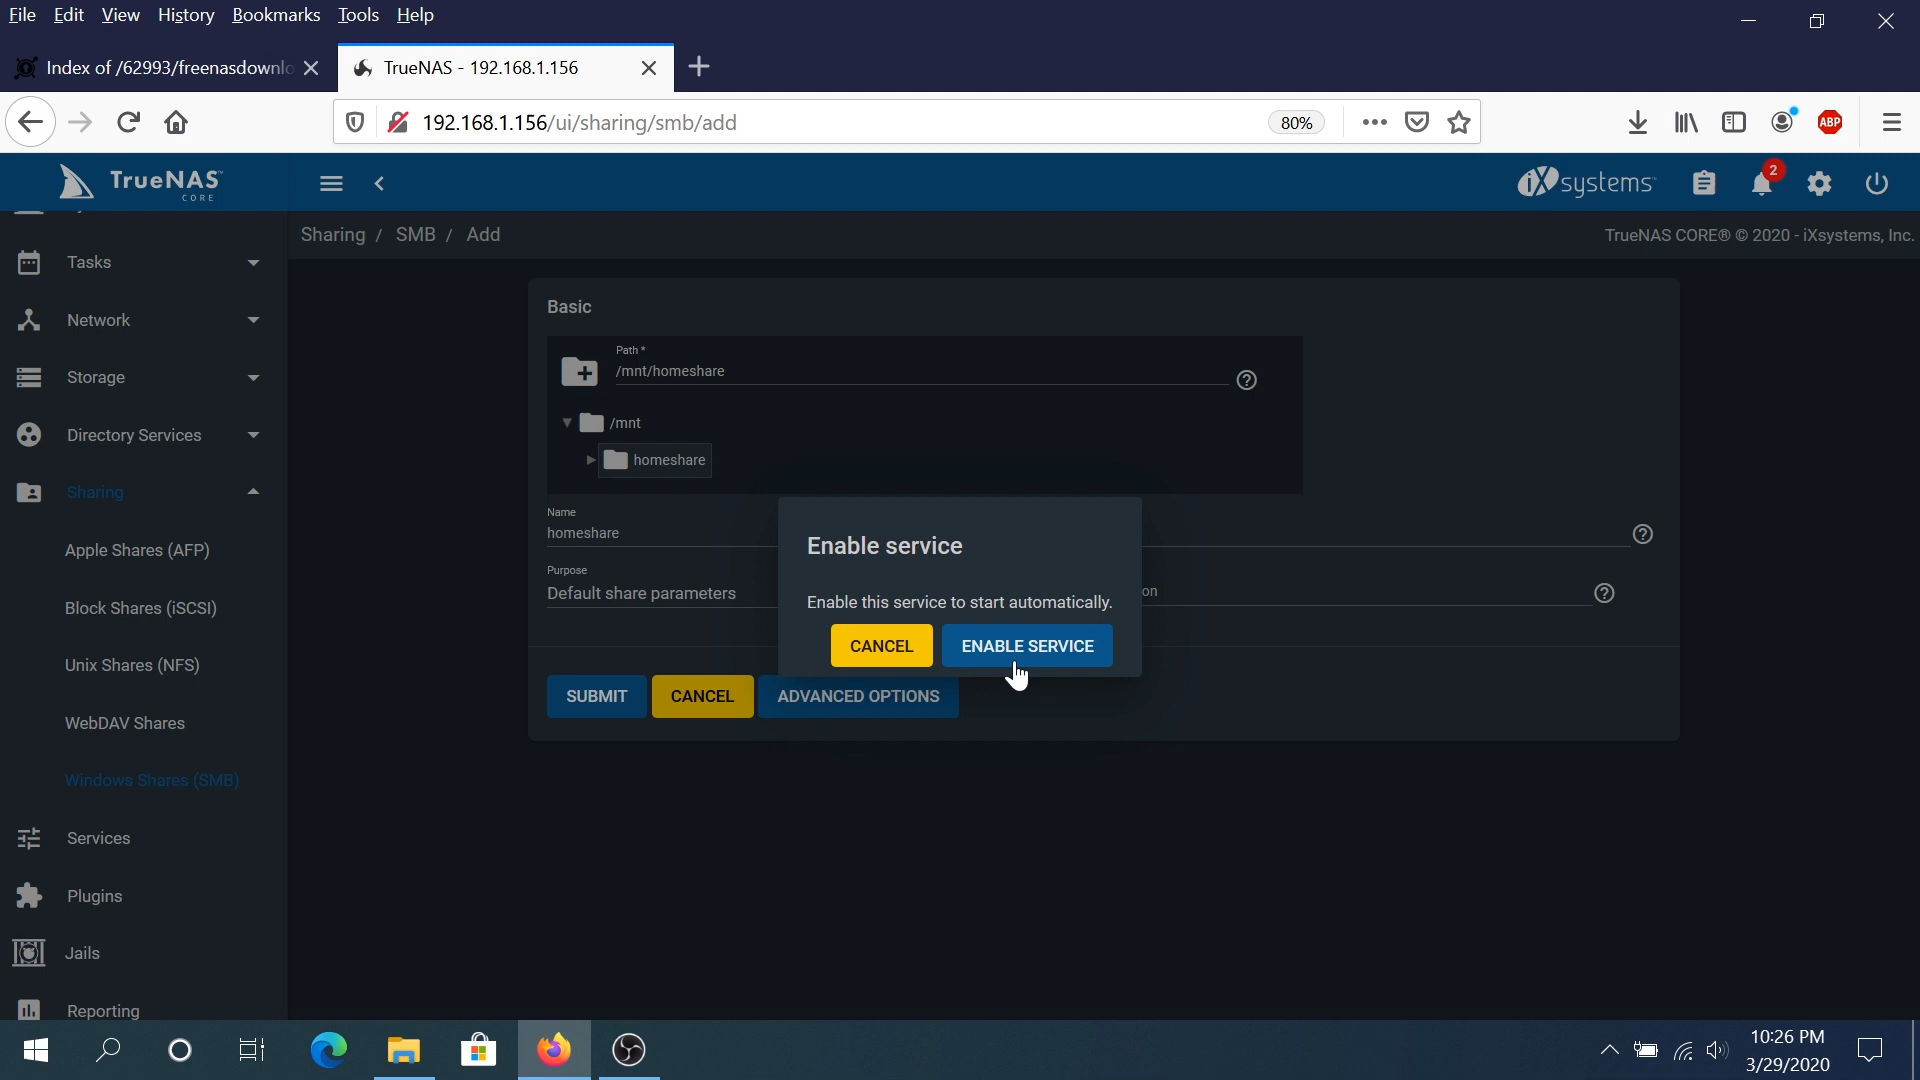 File Edit View History Bookmarks Tools Help
Index of /62993/freenasdownlo
TrueNAS - 192.168.1.156
192.168.1.156/ui/sharing/smb/add
80%
ABP
TrueNAS
CORE
iXsystems
2
Sharing / SMB / Add
TrueNAS CORE® © 2020 - iXsystems, Inc.
Tasks
Network
Storage
Directory Services
Sharing
Apple Shares (AFP)
Block Shares (iSCSI)
Unix Shares (NFS)
WebDAV Shares
Windows Shares (SMB)
Services
Plugins
Jails
Reporting
Basic
Path *
/mnt/homeshare
/mnt
homeshare
Name
homeshare
Purpose
Default share parameters
on
Enable service
Enable this service to start automatically.
CANCEL
ENABLE SERVICE
SUBMIT
CANCEL
ADVANCED OPTIONS
10:26 PM
3/29/2020